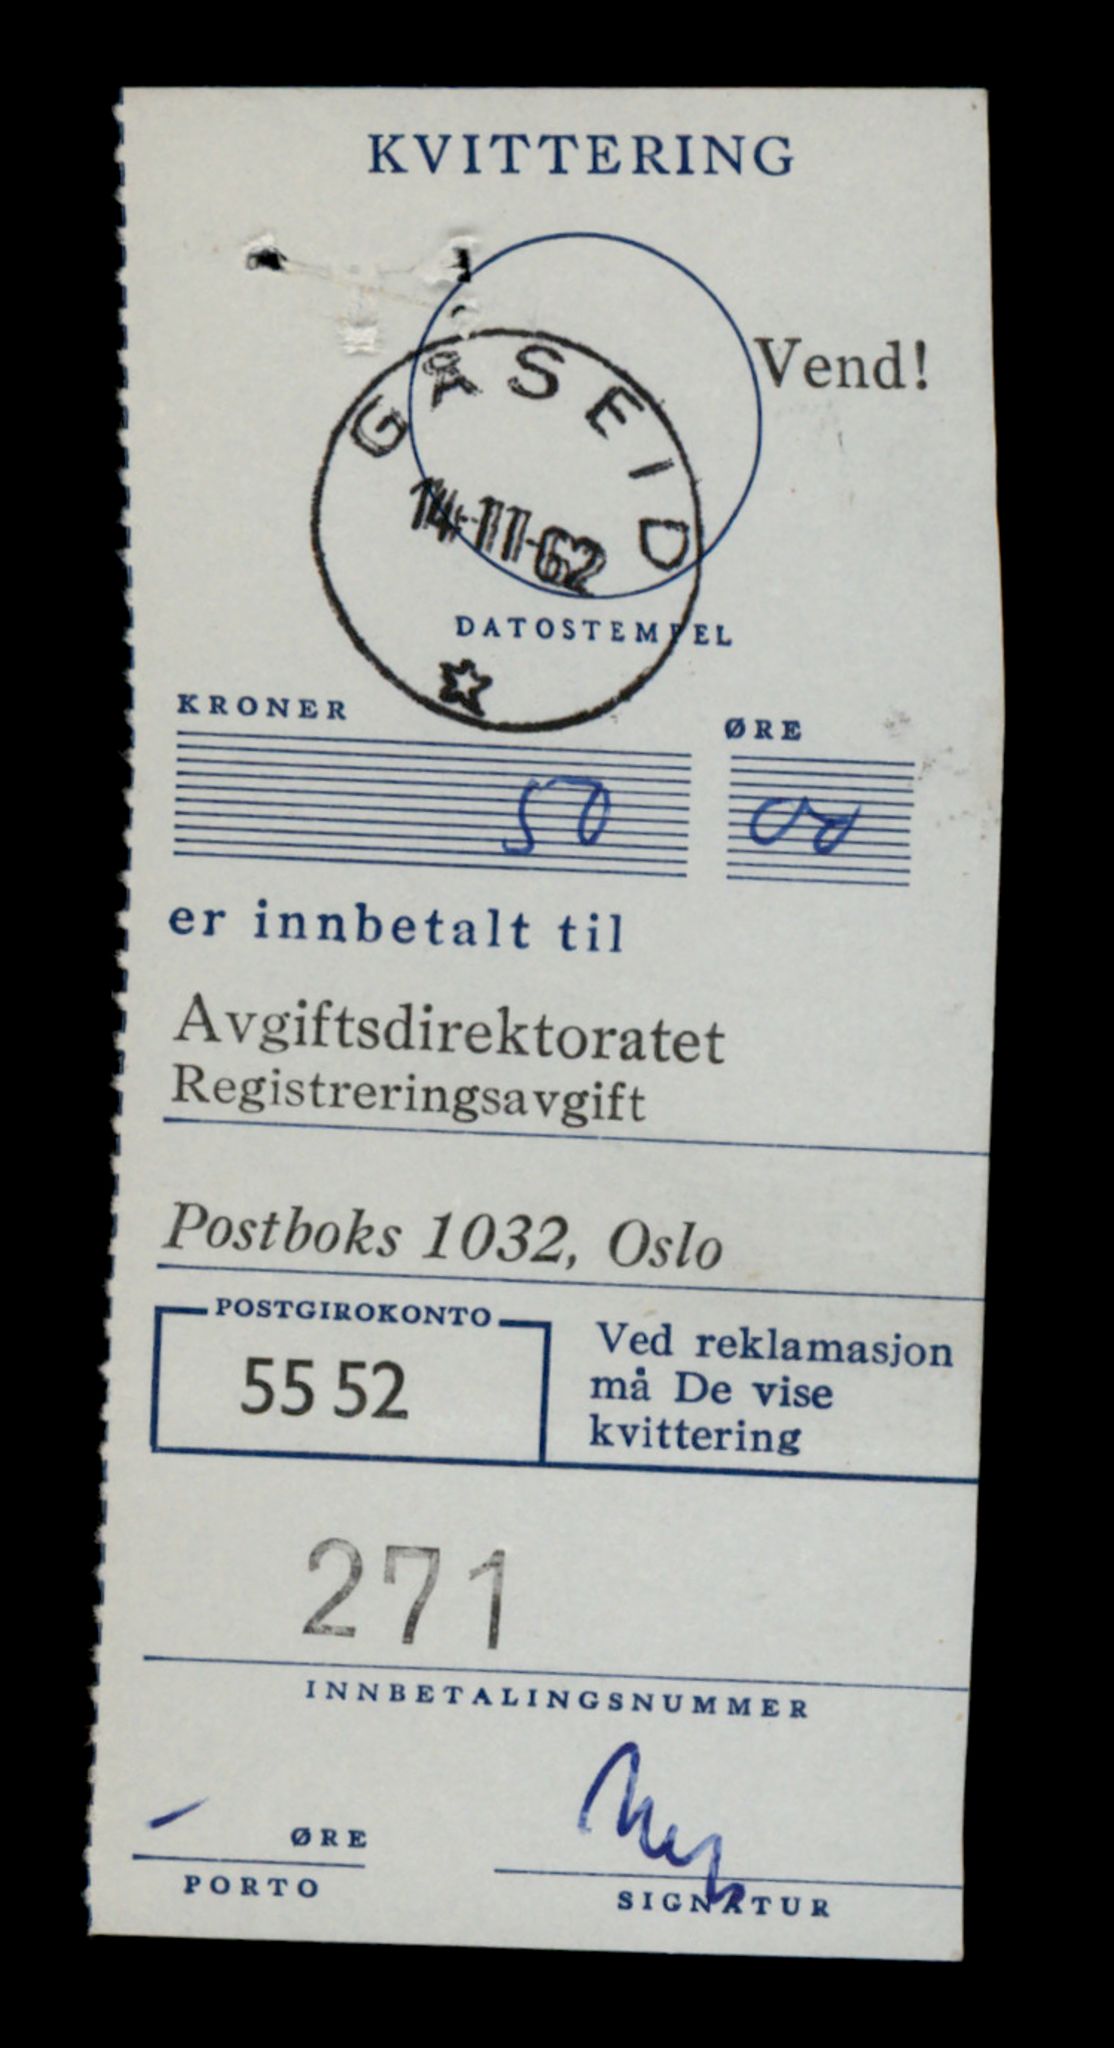 KVITTERING
Vend!
GÅSEID
14-11-62
DATOSTEMPEL
KRONER ØRE
50 00
er innbetalt til
Avgiftsdirektoratet
Registreringsavgift
Postboks 1032, Oslo
POSTGIROKONTO
55 52
Ved reklamasjon
må De vise
kvittering
271
INNBETALINGSNUMMER
ØRE
PORTO
SIGNATUR